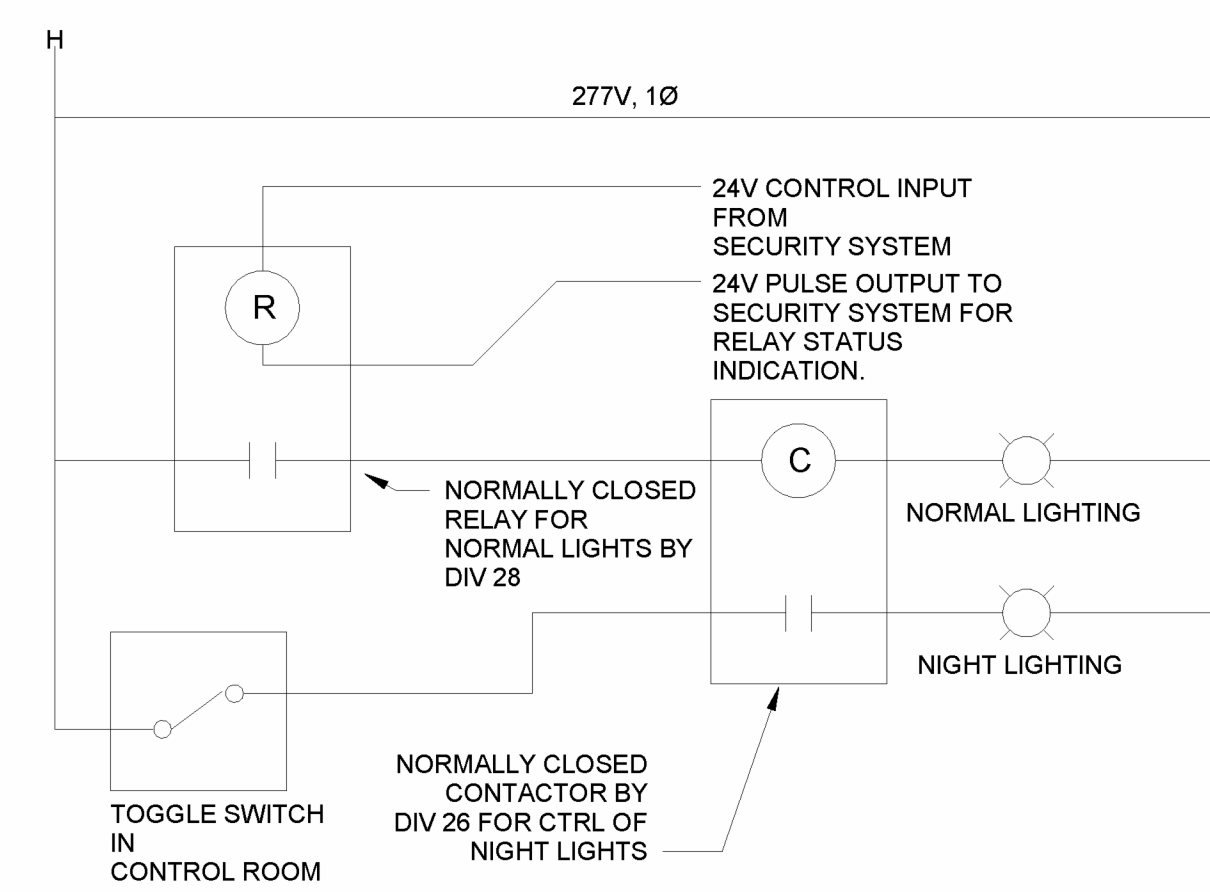 H
277V, 1Ø
24V CONTROL INPUT
FROM
SECURITY SYSTEM
24V PULSE OUTPUT TO
SECURITY SYSTEM FOR
RELAY STATUS
INDICATION.
R
C
NORMALLY CLOSED
RELAY FOR
NORMAL LIGHTS BY
DIV 28
NORMAL LIGHTING
NIGHT LIGHTING
TOGGLE SWITCH
IN
CONTROL ROOM
NORMALLY CLOSED
CONTACTOR BY
DIV 26 FOR CTRL OF
NIGHT LIGHTS